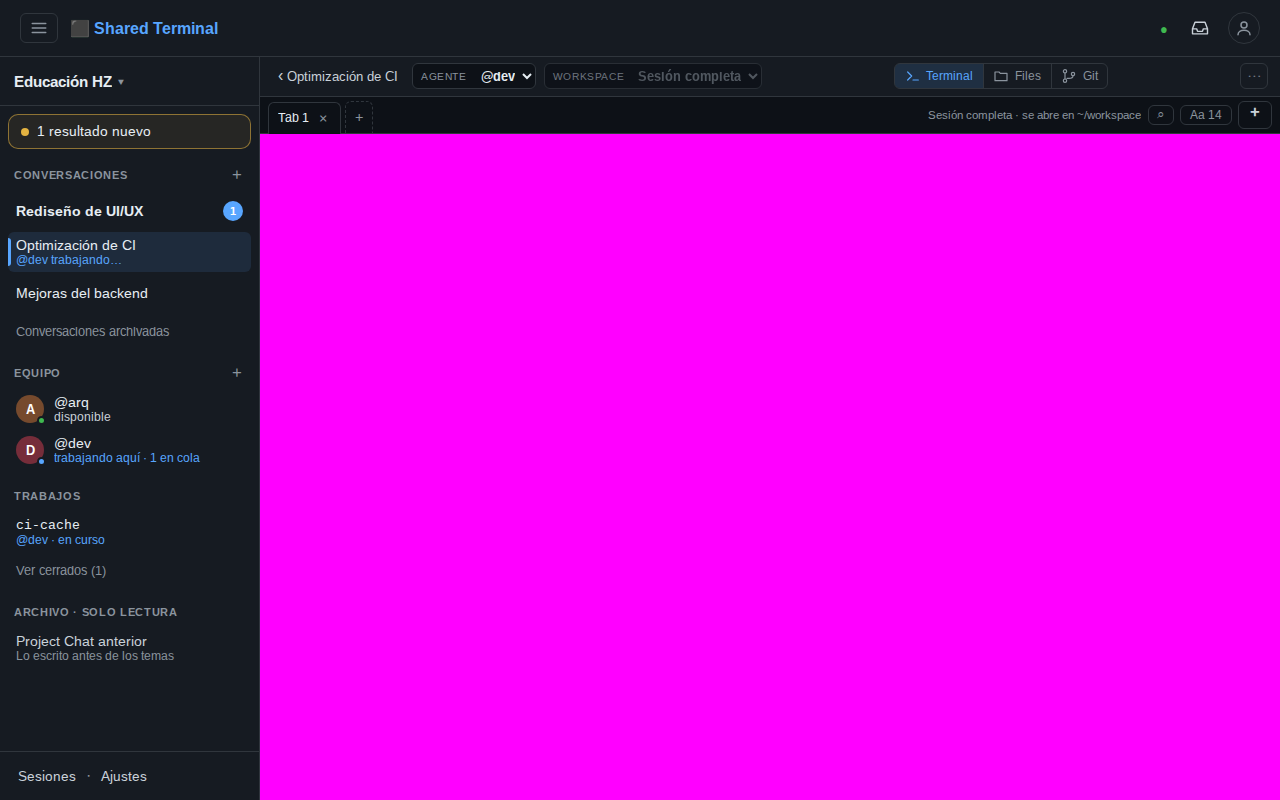 Shared Terminal
Educación HZ ▾
‹ Optimización de CI
AGENTE @dev
WORKSPACE Sesión completa
Terminal
Files
Git
···
Tab 1 ×
+
Sesión completa · se abre en ~/workspace
⌕
Aa 14
+
1 resultado nuevo
CONVERSACIONES +
Rediseño de UI/UX 1
Optimización de CI
@dev trabajando…
Mejoras del backend
Conversaciones archivadas
EQUIPO +
A @arq
disponible
D @dev
trabajando aquí · 1 en cola
TRABAJOS
ci-cache
@dev · en curso
Ver cerrados (1)
ARCHIVO · SOLO LECTURA
Project Chat anterior
Lo escrito antes de los temas
Sesiones · Ajustes